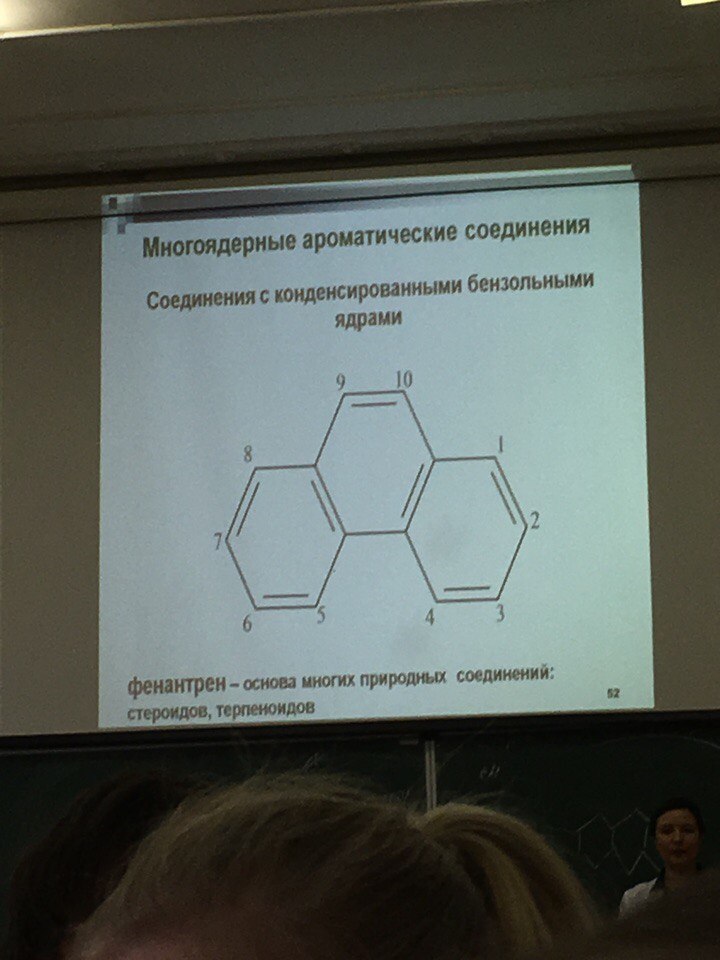 Многоядерные ароматические соединения
Соединения с конденсированными бензольными
ядрами
9 10
8 1
7 2
6 5 4 3
фенантрен – основа многих природных соединений:
стероидов, терпеноидов
52